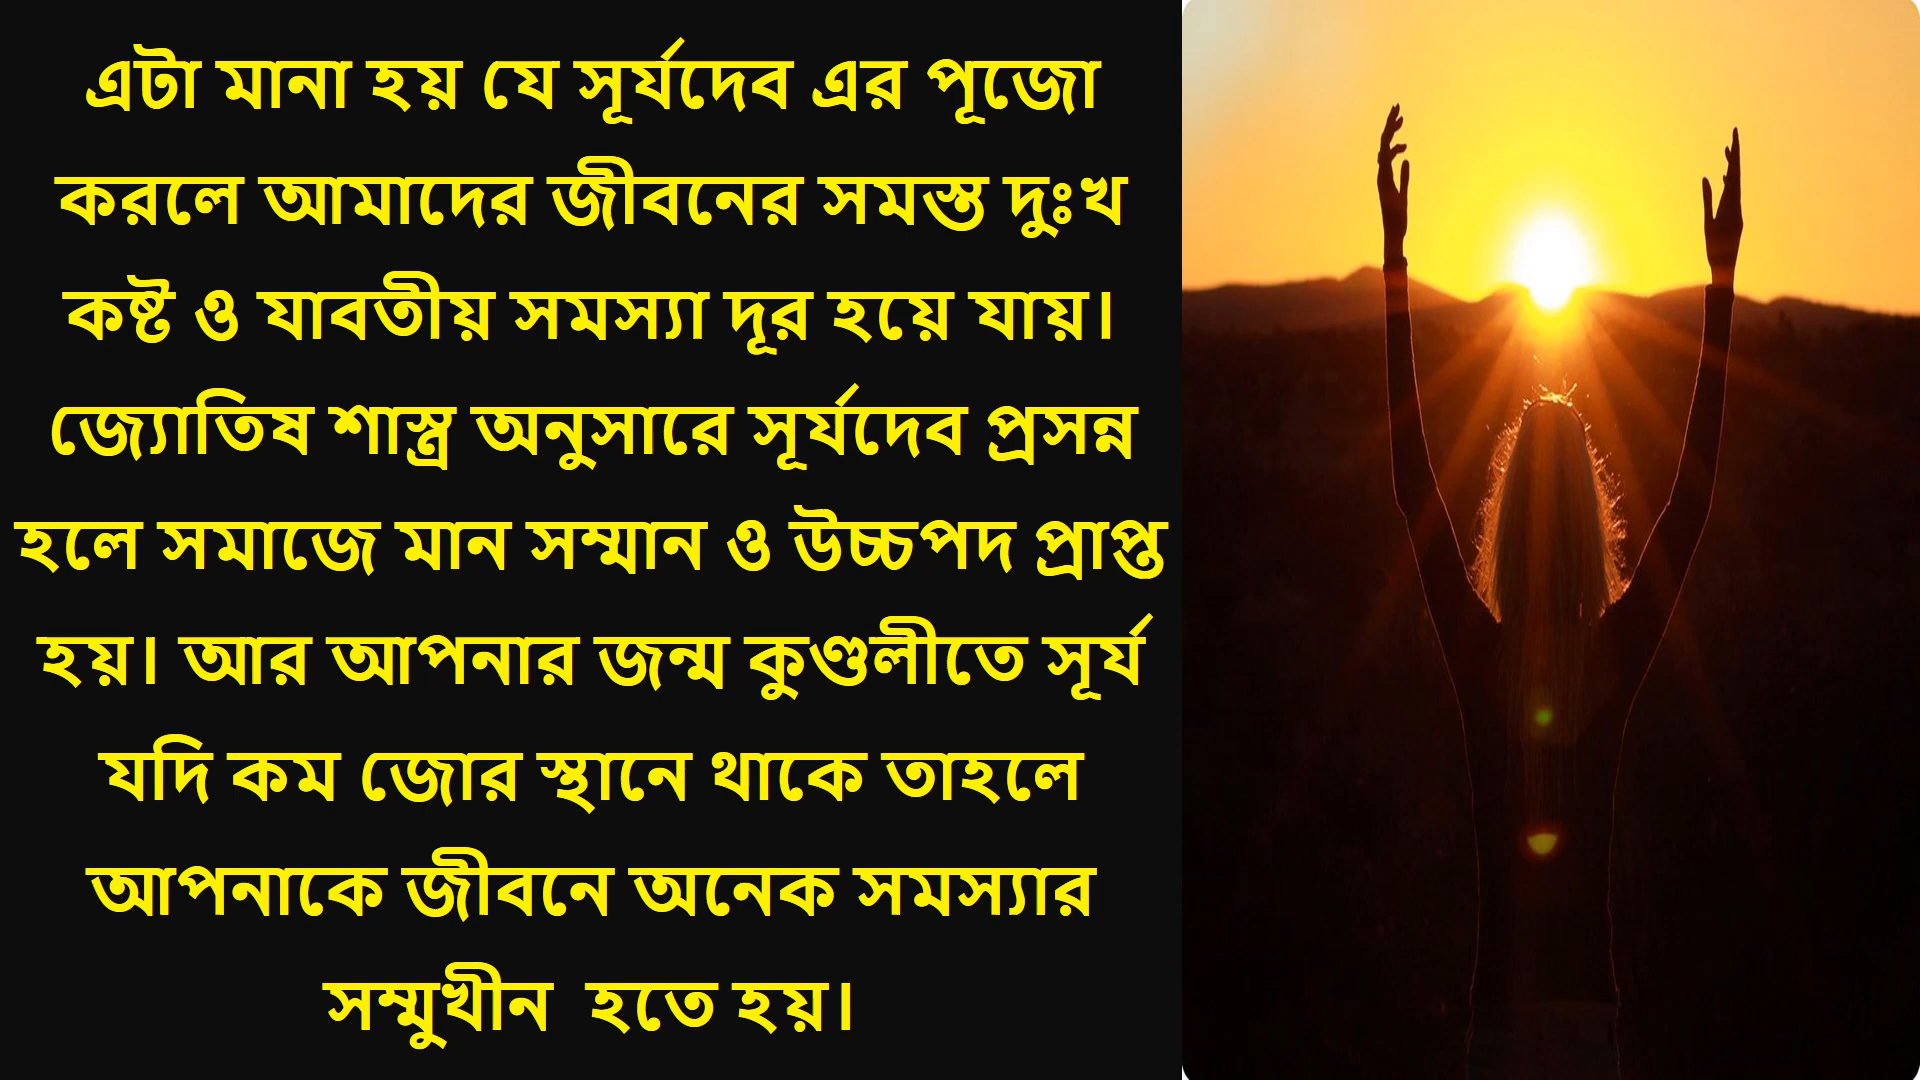 এটা মানা হয় যে সূর্যদেব এর পূজো
করলে আমাদের জীবনের সমস্ত দুঃখ
কষ্ট ও যাবতীয় সমস্যা দূর হয়ে যায়।
জ্যোতিষ শাস্ত্র অনুসারে সূর্যদেব প্রসন্ন
হলে সমাজে মান সম্মান ও উচ্চপদ প্রাপ্ত
হয়। আর আপনার জন্ম কুণ্ডলীতে সূর্য
যদি কম জোর স্থানে থাকে তাহলে
আপনাকে জীবনে অনেক সমস্যার
সম্মুখীন হতে হয়।